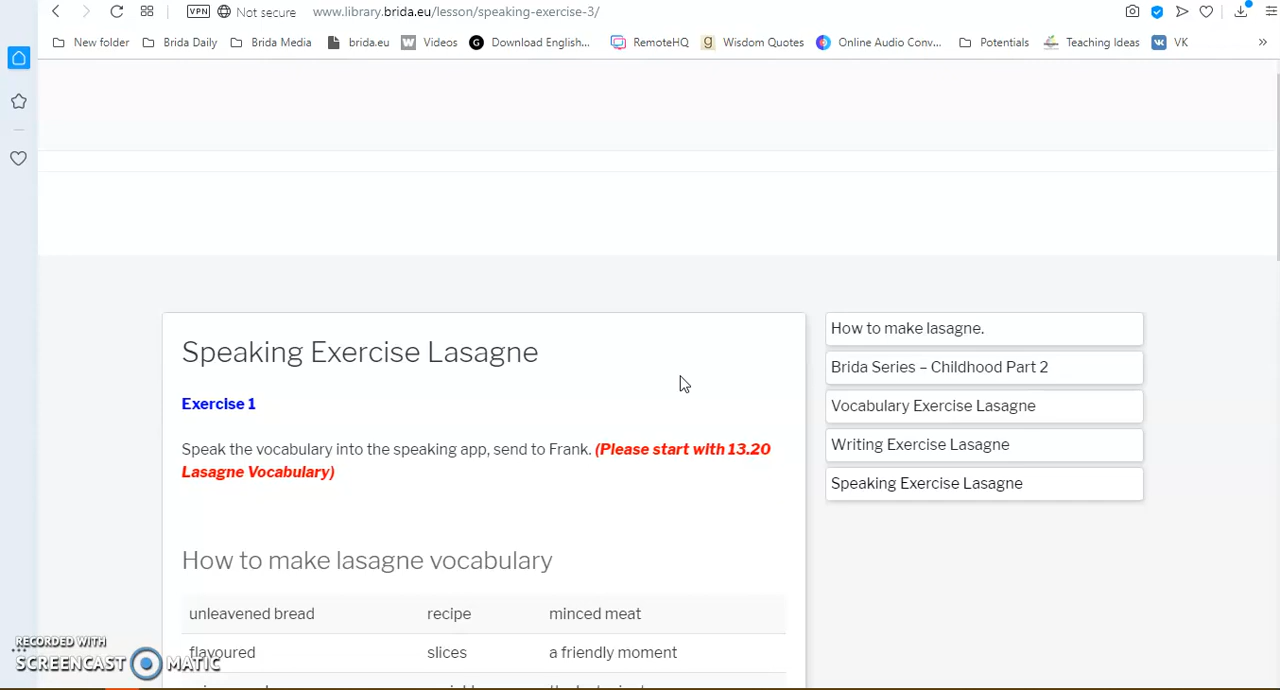 VPN Not secure www.library.brida.eu/lesson/speaking-exercise-3/
New folder Brida Daily Brida Media brida.eu W Videos G Download English... RemoteHQ g Wisdom Quotes Online Audio Conv... Potentials Teaching Ideas VK VK
Speaking Exercise Lasagne
Exercise 1
Speak the vocabulary into the speaking app, send to Frank. (Please start with 13.20
Lasagne Vocabulary)
How to make lasagne vocabulary
unleavened bread recipe minced meat
flavoured slices a friendly moment
How to make lasagne.
Brida Series – Childhood Part 2
Vocabulary Exercise Lasagne
Writing Exercise Lasagne
Speaking Exercise Lasagne
RECORDED WITH
SCREENCAST MATIC